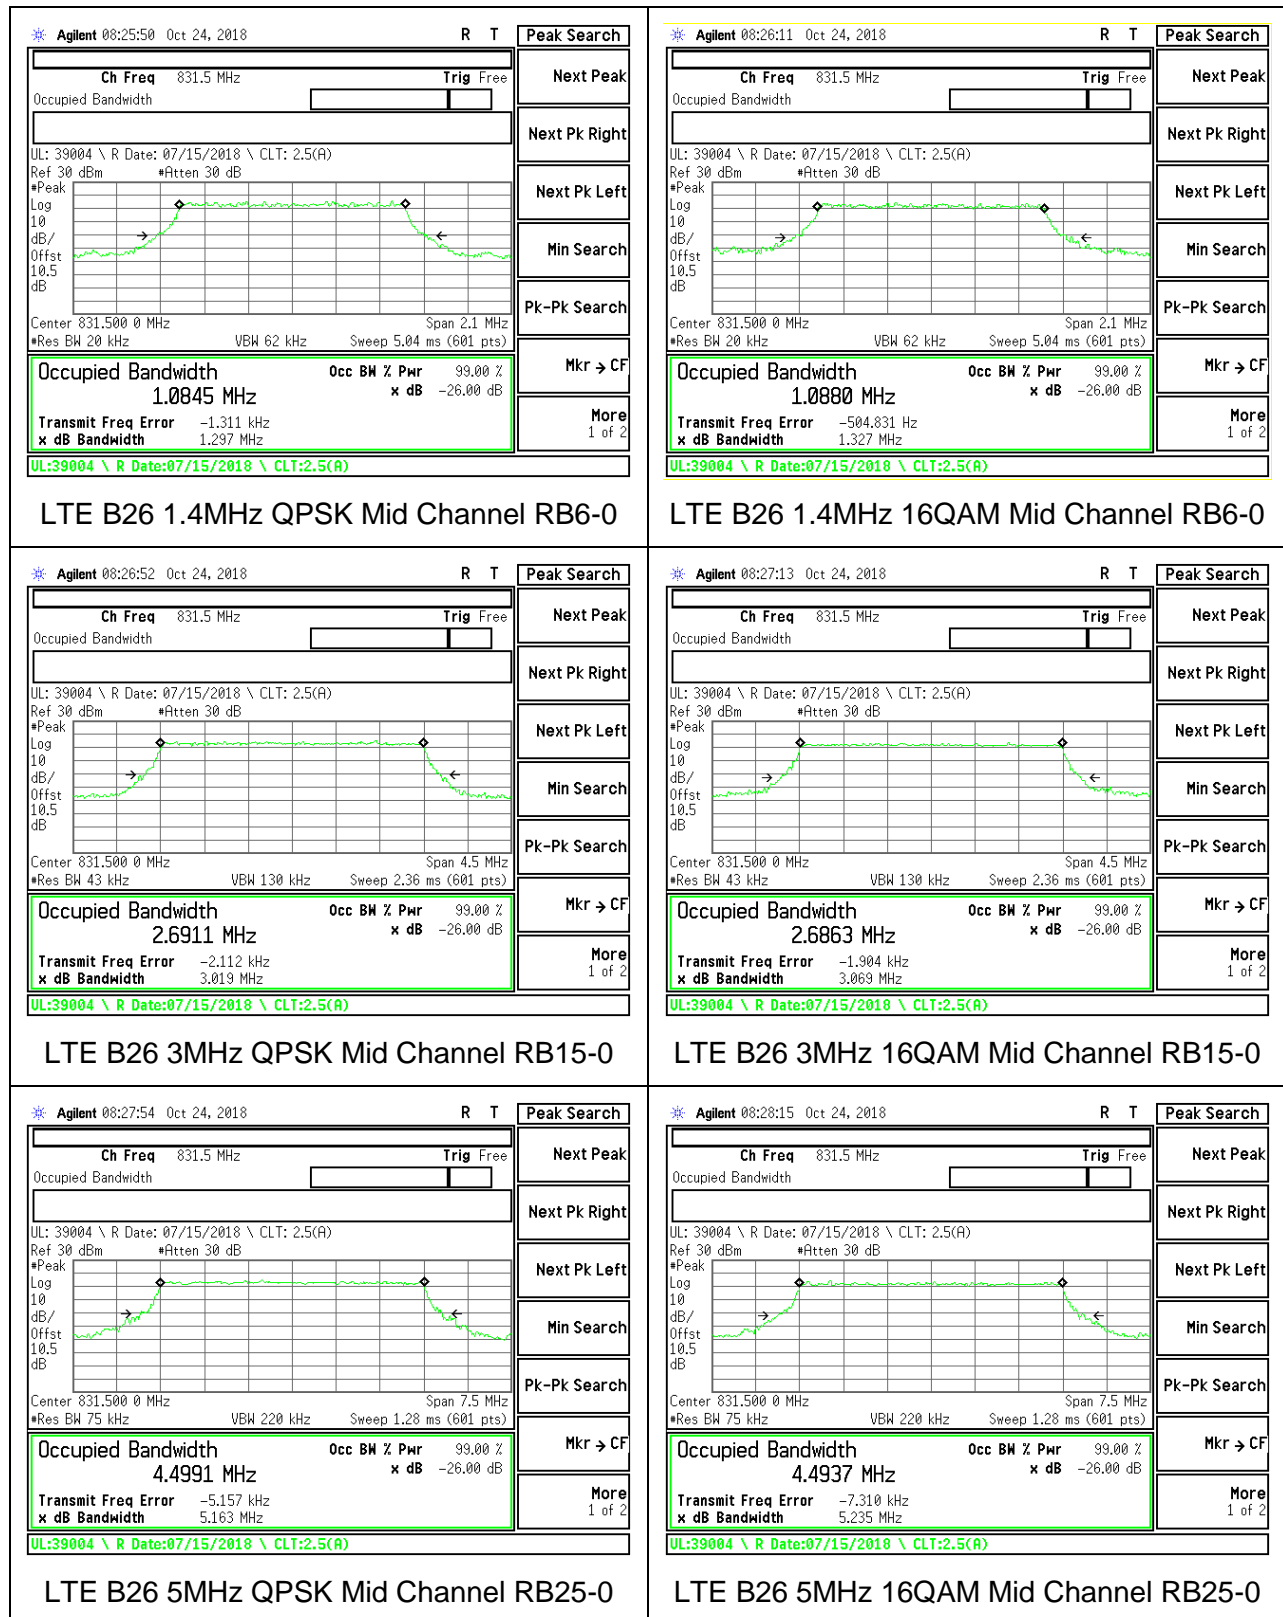 Agilent 08:25:50 Oct 24, 2018 R T Peak Search
Ch Freq 831.5 MHz Trig Free
Occupied Bandwidth
UL: 39004 \ R Date: 07/15/2018 \ CLT: 2.5(A)
Ref 30 dBm #Atten 30 dB
#Peak
Log
10
dB/
Offst
10.5
dB
Center 831.500 0 MHz Span 2.1 MHz
#Res BW 20 kHz VBW 62 kHz Sweep 5.04 ms (601 pts)
Occupied Bandwidth Occ BW % Pwr 99.00 %
1.0845 MHz x dB -26.00 dB
Transmit Freq Error -1.311 kHz
x dB Bandwidth 1.297 MHz
UL:39004 \ R Date:07/15/2018 \ CLT:2.5(A)
Next Peak
Next Pk Right
Next Pk Left
Min Search
Pk-Pk Search
Mkr → CF
More
1 of 2
LTE B26 1.4MHz QPSK Mid Channel RB6-0
Agilent 08:26:11 Oct 24, 2018 R T Peak Search
Ch Freq 831.5 MHz Trig Free
Occupied Bandwidth
UL: 39004 \ R Date: 07/15/2018 \ CLT: 2.5(A)
Ref 30 dBm #Atten 30 dB
#Peak
Log
10
dB/
Offst
10.5
dB
Center 831.500 0 MHz Span 2.1 MHz
#Res BW 20 kHz VBW 62 kHz Sweep 5.04 ms (601 pts)
Occupied Bandwidth Occ BW % Pwr 99.00 %
1.0880 MHz x dB -26.00 dB
Transmit Freq Error -504.831 Hz
x dB Bandwidth 1.327 MHz
UL:39004 \ R Date:07/15/2018 \ CLT:2.5(A)
Next Peak
Next Pk Right
Next Pk Left
Min Search
Pk-Pk Search
Mkr → CF
More
1 of 2
LTE B26 1.4MHz 16QAM Mid Channel RB6-0
Agilent 08:26:52 Oct 24, 2018 R T Peak Search
Ch Freq 831.5 MHz Trig Free
Occupied Bandwidth
UL: 39004 \ R Date: 07/15/2018 \ CLT: 2.5(A)
Ref 30 dBm #Atten 30 dB
#Peak
Log
10
dB/
Offst
10.5
dB
Center 831.500 0 MHz Span 4.5 MHz
#Res BW 43 kHz VBW 130 kHz Sweep 2.36 ms (601 pts)
Occupied Bandwidth Occ BW % Pwr 99.00 %
2.6911 MHz x dB -26.00 dB
Transmit Freq Error -2.112 kHz
x dB Bandwidth 3.019 MHz
UL:39004 \ R Date:07/15/2018 \ CLT:2.5(A)
Next Peak
Next Pk Right
Next Pk Left
Min Search
Pk-Pk Search
Mkr → CF
More
1 of 2
LTE B26 3MHz QPSK Mid Channel RB15-0
Agilent 08:27:13 Oct 24, 2018 R T Peak Search
Ch Freq 831.5 MHz Trig Free
Occupied Bandwidth
UL: 39004 \ R Date: 07/15/2018 \ CLT: 2.5(A)
Ref 30 dBm #Atten 30 dB
#Peak
Log
10
dB/
Offst
10.5
dB
Center 831.500 0 MHz Span 4.5 MHz
#Res BW 43 kHz VBW 130 kHz Sweep 2.36 ms (601 pts)
Occupied Bandwidth Occ BW % Pwr 99.00 %
2.6863 MHz x dB -26.00 dB
Transmit Freq Error -1.904 kHz
x dB Bandwidth 3.069 MHz
UL:39004 \ R Date:07/15/2018 \ CLT:2.5(A)
Next Peak
Next Pk Right
Next Pk Left
Min Search
Pk-Pk Search
Mkr → CF
More
1 of 2
LTE B26 3MHz 16QAM Mid Channel RB15-0
Agilent 08:27:54 Oct 24, 2018 R T Peak Search
Ch Freq 831.5 MHz Trig Free
Occupied Bandwidth
UL: 39004 \ R Date: 07/15/2018 \ CLT: 2.5(A)
Ref 30 dBm #Atten 30 dB
#Peak
Log
10
dB/
Offst
10.5
dB
Center 831.500 0 MHz Span 7.5 MHz
#Res BW 75 kHz VBW 220 kHz Sweep 1.28 ms (601 pts)
Occupied Bandwidth Occ BW % Pwr 99.00 %
4.4991 MHz x dB -26.00 dB
Transmit Freq Error -5.157 kHz
x dB Bandwidth 5.163 MHz
UL:39004 \ R Date:07/15/2018 \ CLT:2.5(A)
Next Peak
Next Pk Right
Next Pk Left
Min Search
Pk-Pk Search
Mkr → CF
More
1 of 2
LTE B26 5MHz QPSK Mid Channel RB25-0
Agilent 08:28:15 Oct 24, 2018 R T Peak Search
Ch Freq 831.5 MHz Trig Free
Occupied Bandwidth
UL: 39004 \ R Date: 07/15/2018 \ CLT: 2.5(A)
Ref 30 dBm #Atten 30 dB
#Peak
Log
10
dB/
Offst
10.5
dB
Center 831.500 0 MHz Span 7.5 MHz
#Res BW 75 kHz VBW 220 kHz Sweep 1.28 ms (601 pts)
Occupied Bandwidth Occ BW % Pwr 99.00 %
4.4937 MHz x dB -26.00 dB
Transmit Freq Error -7.310 kHz
x dB Bandwidth 5.235 MHz
UL:39004 \ R Date:07/15/2018 \ CLT:2.5(A)
Next Peak
Next Pk Right
Next Pk Left
Min Search
Pk-Pk Search
Mkr → CF
More
1 of 2
LTE B26 5MHz 16QAM Mid Channel RB25-0